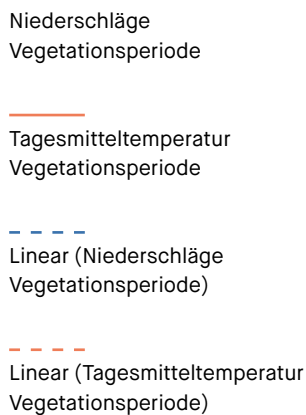 Niederschläge
Vegetationsperiode
Tagesmitteltemperatur
Vegetationsperiode
Linear (Niederschläge
Vegetationsperiode)
Linear (Tagesmitteltemperatur
Vegetationsperiode)